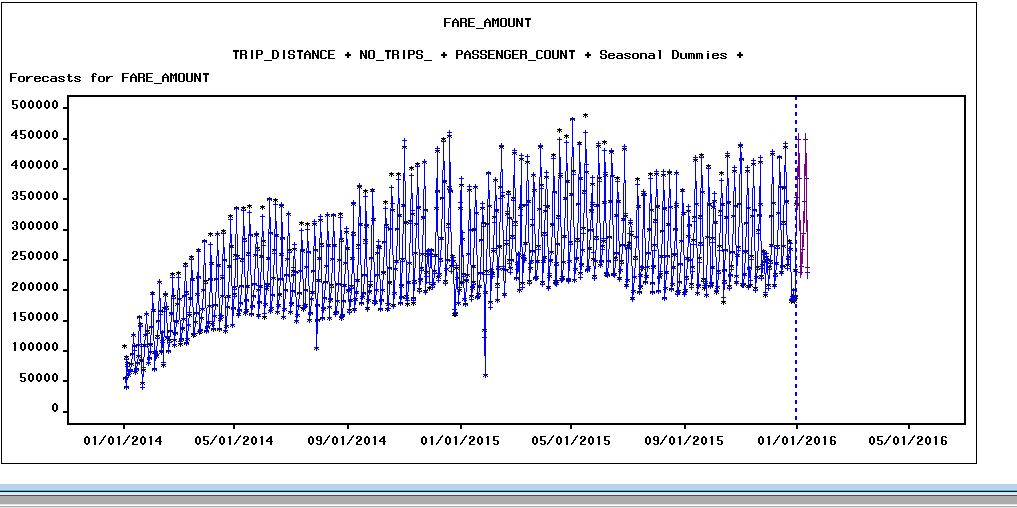 FARE_AMOUNT
TRIP_DISTANCE + NO_TRIPS_ + PASSENGER_COUNT + Seasonal Dummies +
Forecasts for FARE_AMOUNT
500000
450000
400000
350000
300000
250000
200000
150000
100000
50000
0
01/01/2014 05/01/2014 09/01/2014 01/01/2015 05/01/2015 09/01/2015 01/01/2016 05/01/2016